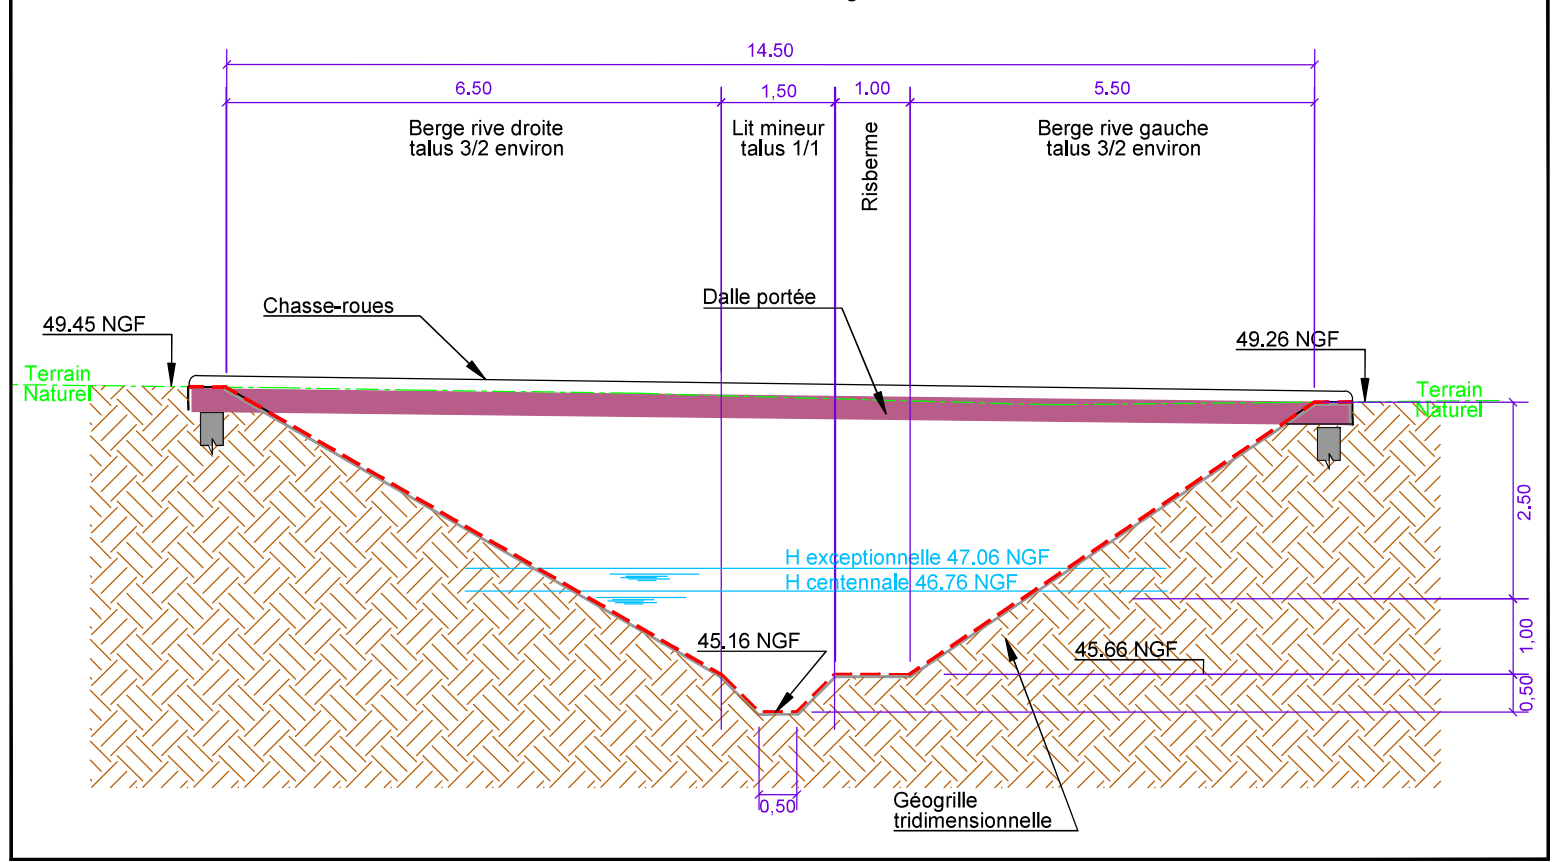 14.50
6.50
1,50
1.00
5.50
Berge rive droite
talus 3/2 environ
Lit mineur
talus 1/1
Risberme
Berge rive gauche
talus 3/2 environ
Chasse-roues
Dalle portée
49.45 NGF
49.26 NGF
Terrain
Naturel
Terrain
Naturel
2.50
H exceptionnelle 47.06 NGF
H centennale 46.76 NGF
45.16 NGF
45.66 NGF
1,00
0,50
0,50
Géogrille
tridimensionnelle